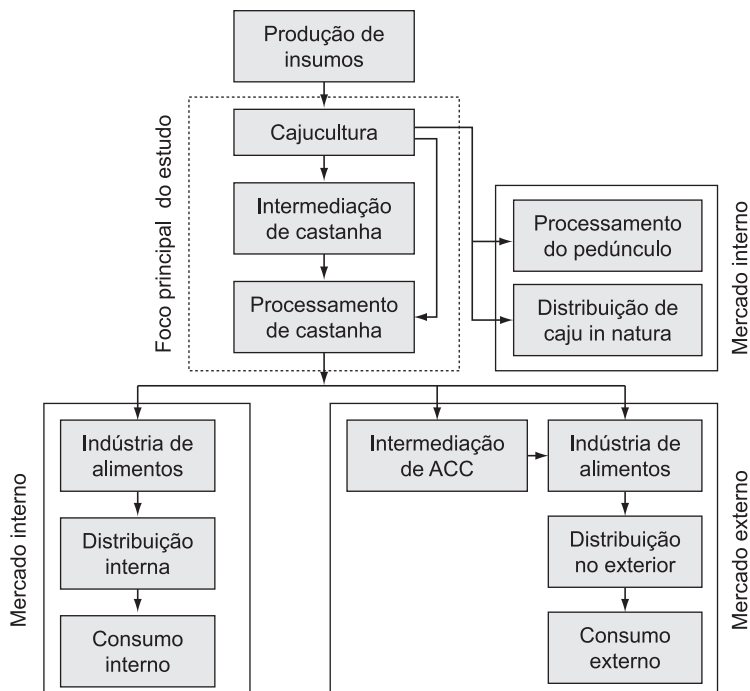 Produção de
insumos
Foco principal do estudo
Cajucultura
Intermediação
de castanha
Processamento
de castanha
Mercado interno
Processamento
do pedúnculo
Distribuição de
caju in natura
Mercado interno
Indústria de
alimentos
Distribuição
interna
Consumo
interno
Intermediação
de ACC
Indústria de
alimentos
Distribuição
no exterior
Consumo
externo
Mercado externo